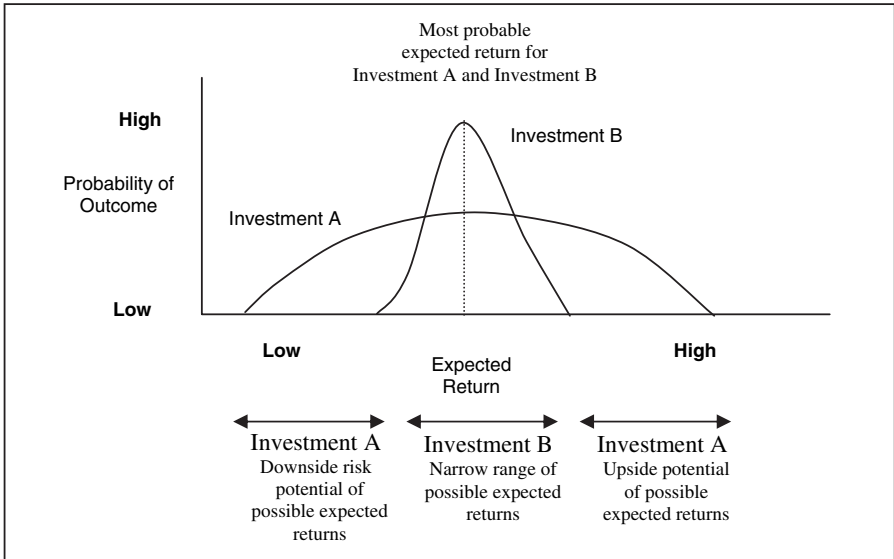 Most probable
expected return for
Investment A and Investment B
High
Investment B
Probability of
Outcome
Investment A
Low
Low
High
Expected
Return
Investment A
Downside risk
potential of
possible expected
returns
Investment B
Narrow range of
possible expected
returns
Investment A
Upside potential
of possible
expected returns